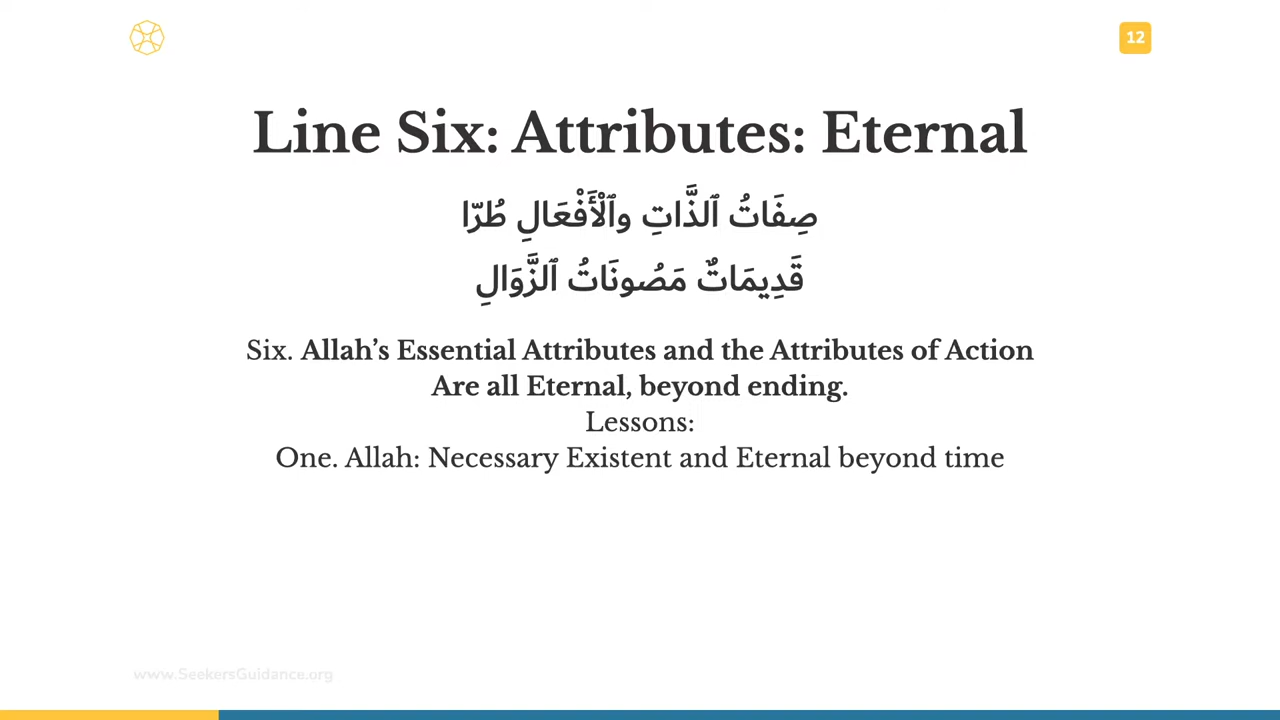 12
Line Six: Attributes: Eternal
صِفَاتُ ٱلذَّاتِ وٱلْأَفْعَالِ طُرّا
قَدِيمَاتٌ مَصُونَاتُ ٱلزَّوَالِ
Six. Allah’s Essential Attributes and the Attributes of Action
Are all Eternal, beyond ending.
Lessons:
One. Allah: Necessary Existent and Eternal beyond time
www.SeekersGuidance.org